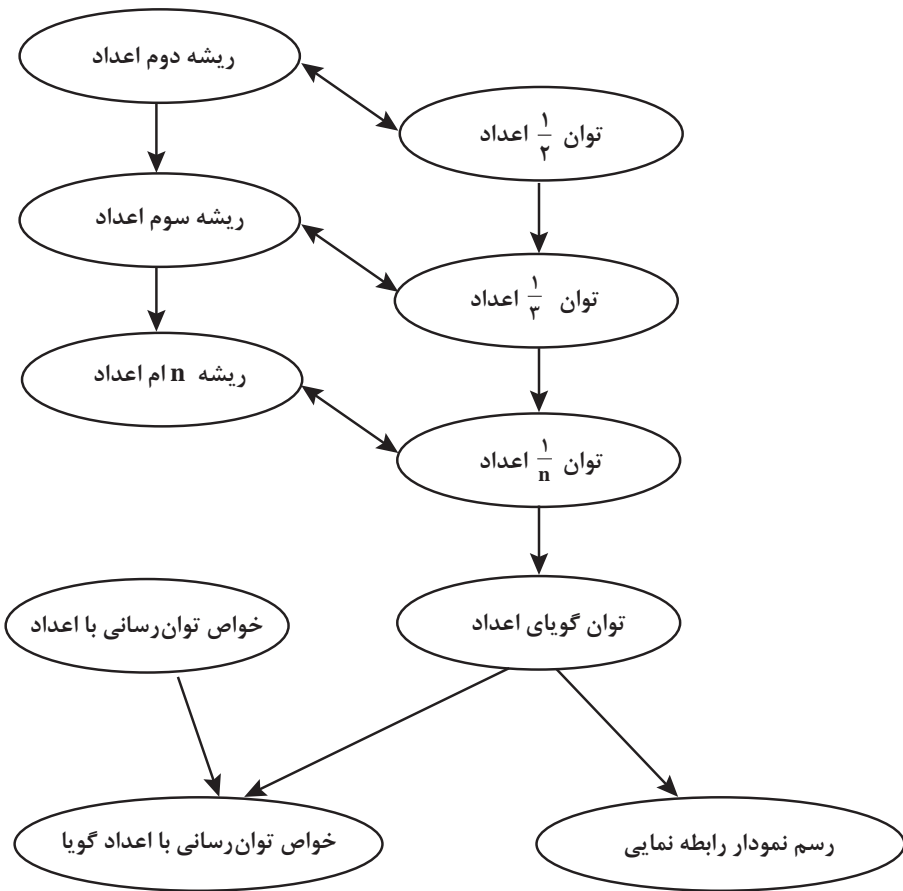 ریشه دوم اعداد
توان ۱/۲ اعداد
ریشه سوم اعداد
توان ۱/۳ اعداد
ریشه n ام اعداد
توان ۱/n اعداد
خواص توان‌رسانی با اعداد
توان گویای اعداد
خواص توان‌رسانی با اعداد گویا
رسم نمودار رابطه نمایی